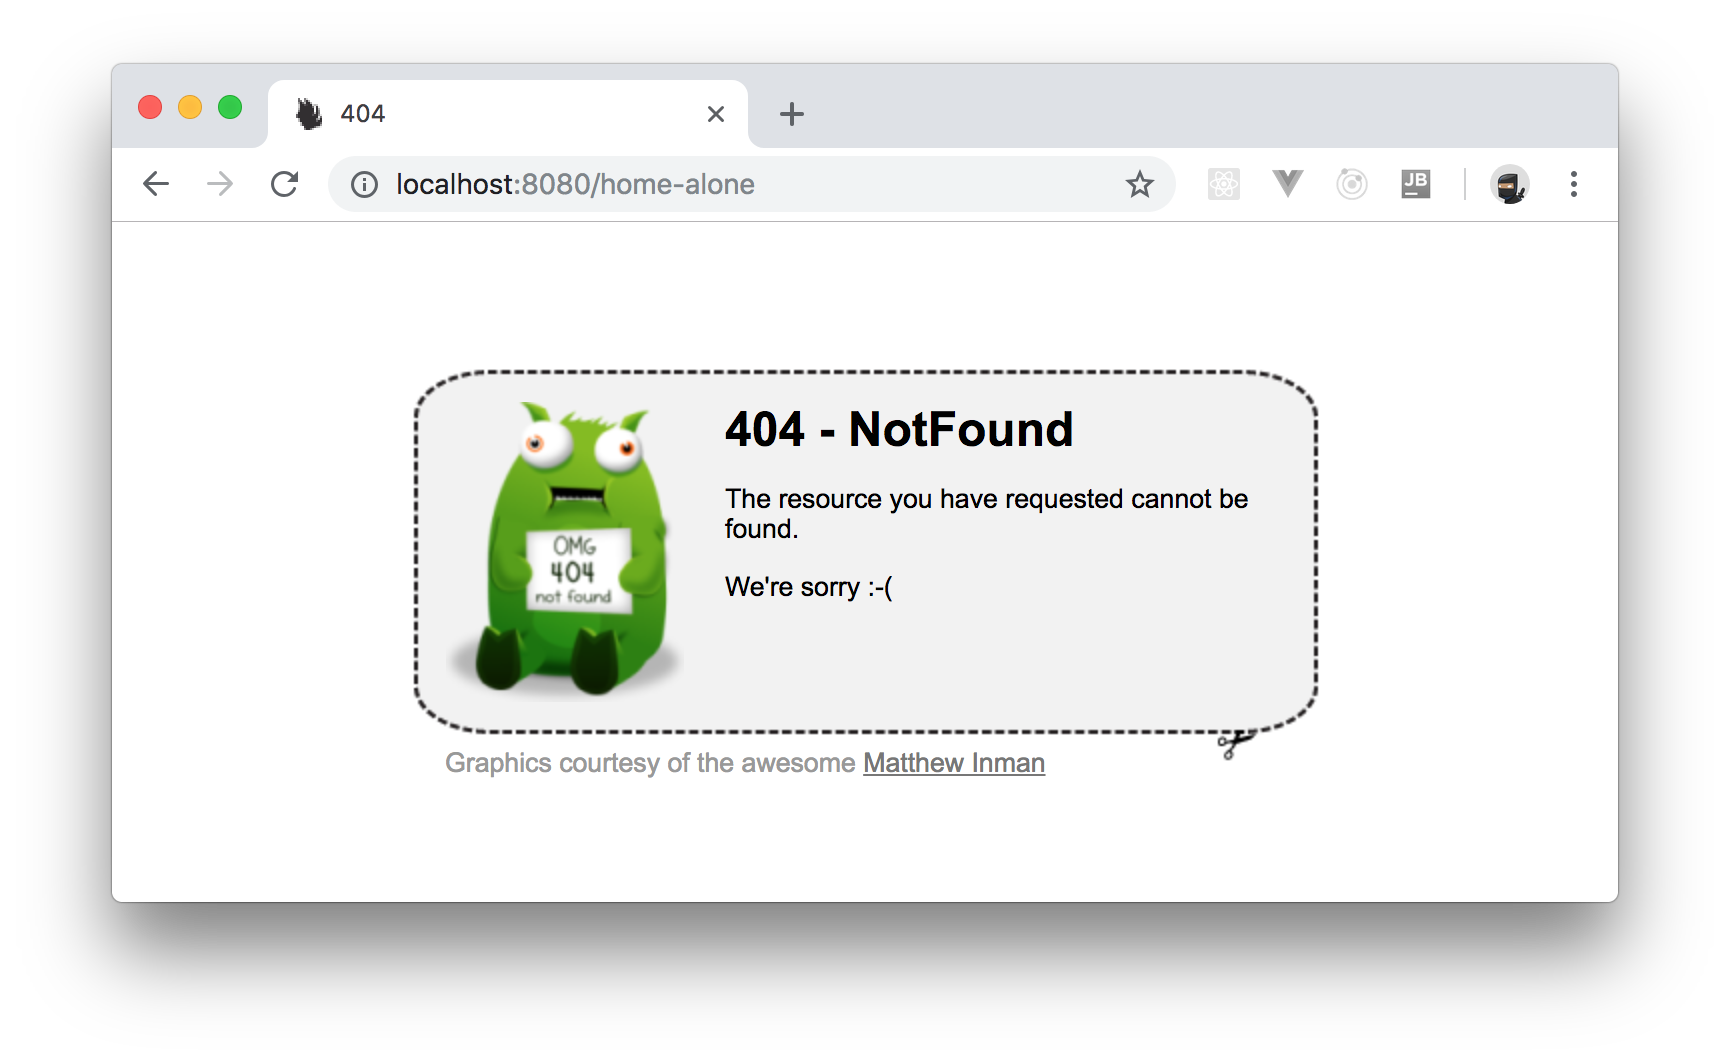 404
localhost:8080/home-alone
JB
404 - NotFound
The resource you have requested cannot be
found.
We're sorry :-(
OMG
404
not found
Graphics courtesy of the awesome Matthew Inman